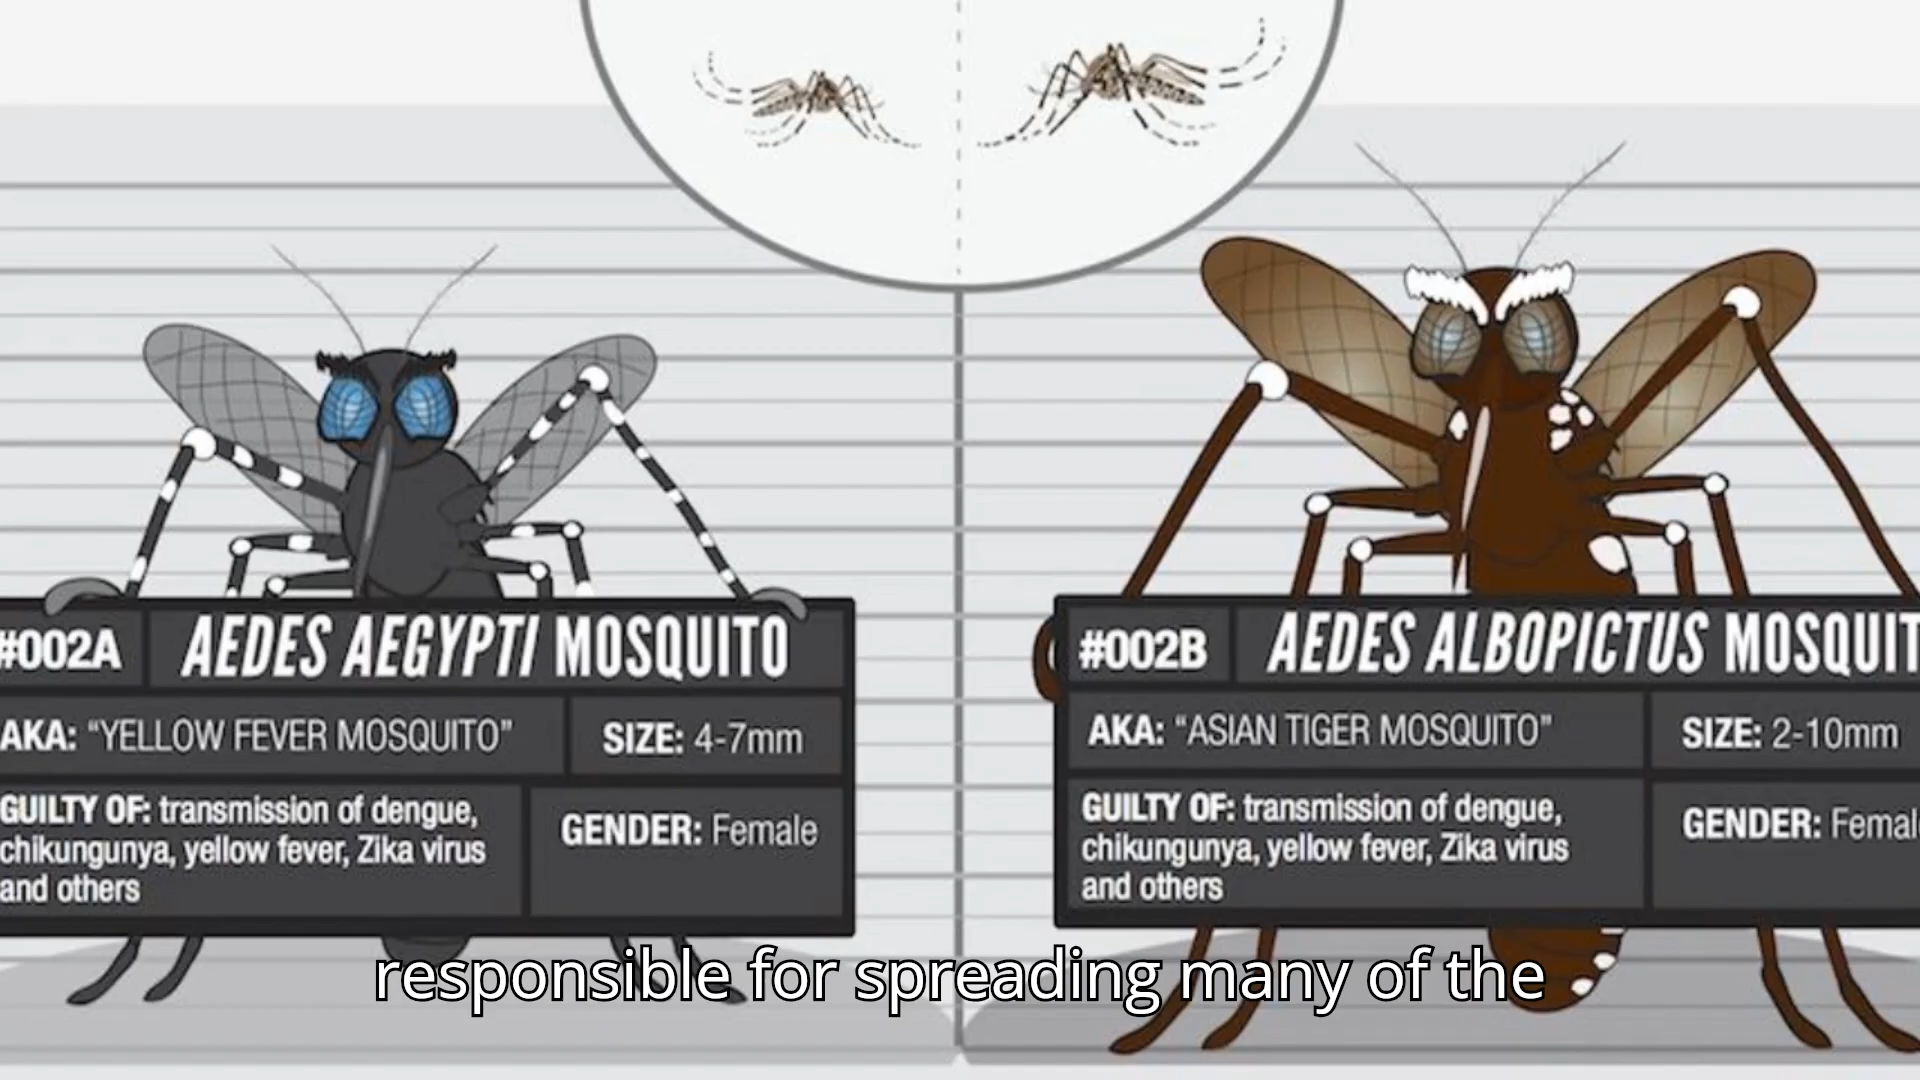 #002A
AEDES AEGYPTI MOSQUITO
AKA: “YELLOW FEVER MOSQUITO”
SIZE: 4-7mm
GUILTY OF: transmission of dengue,
chikungunya, yellow fever, Zika virus
and others
GENDER: Female
#002B
AEDES ALBOPICTUS MOSQUIT
AKA: “ASIAN TIGER MOSQUITO”
SIZE: 2-10mm
GUILTY OF: transmission of dengue,
chikungunya, yellow fever, Zika virus
and others
GENDER: Femal
responsible for spreading many of the